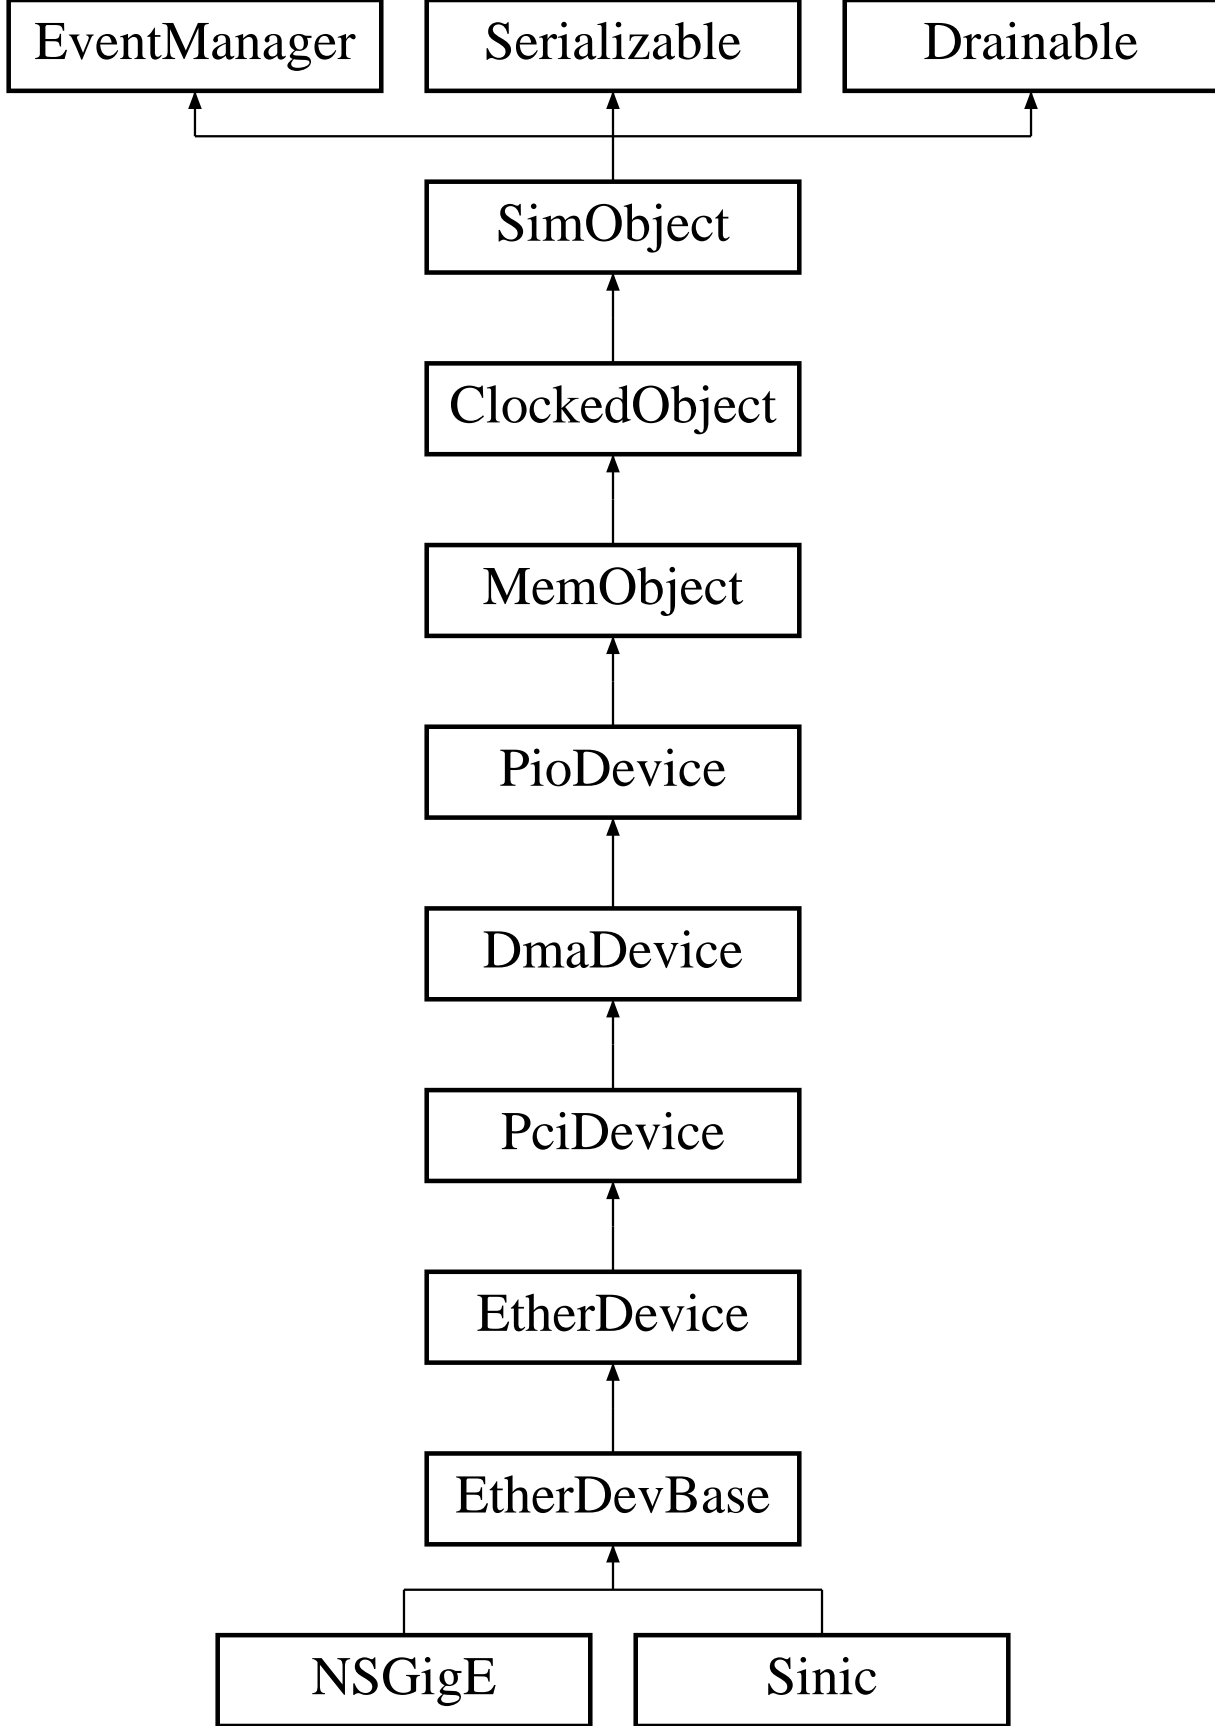 EventManager
Serializable
Drainable
SimObject
ClockedObject
MemObject
PioDevice
DmaDevice
PciDevice
EtherDevice
EtherDevBase
NSGigE
Sinic